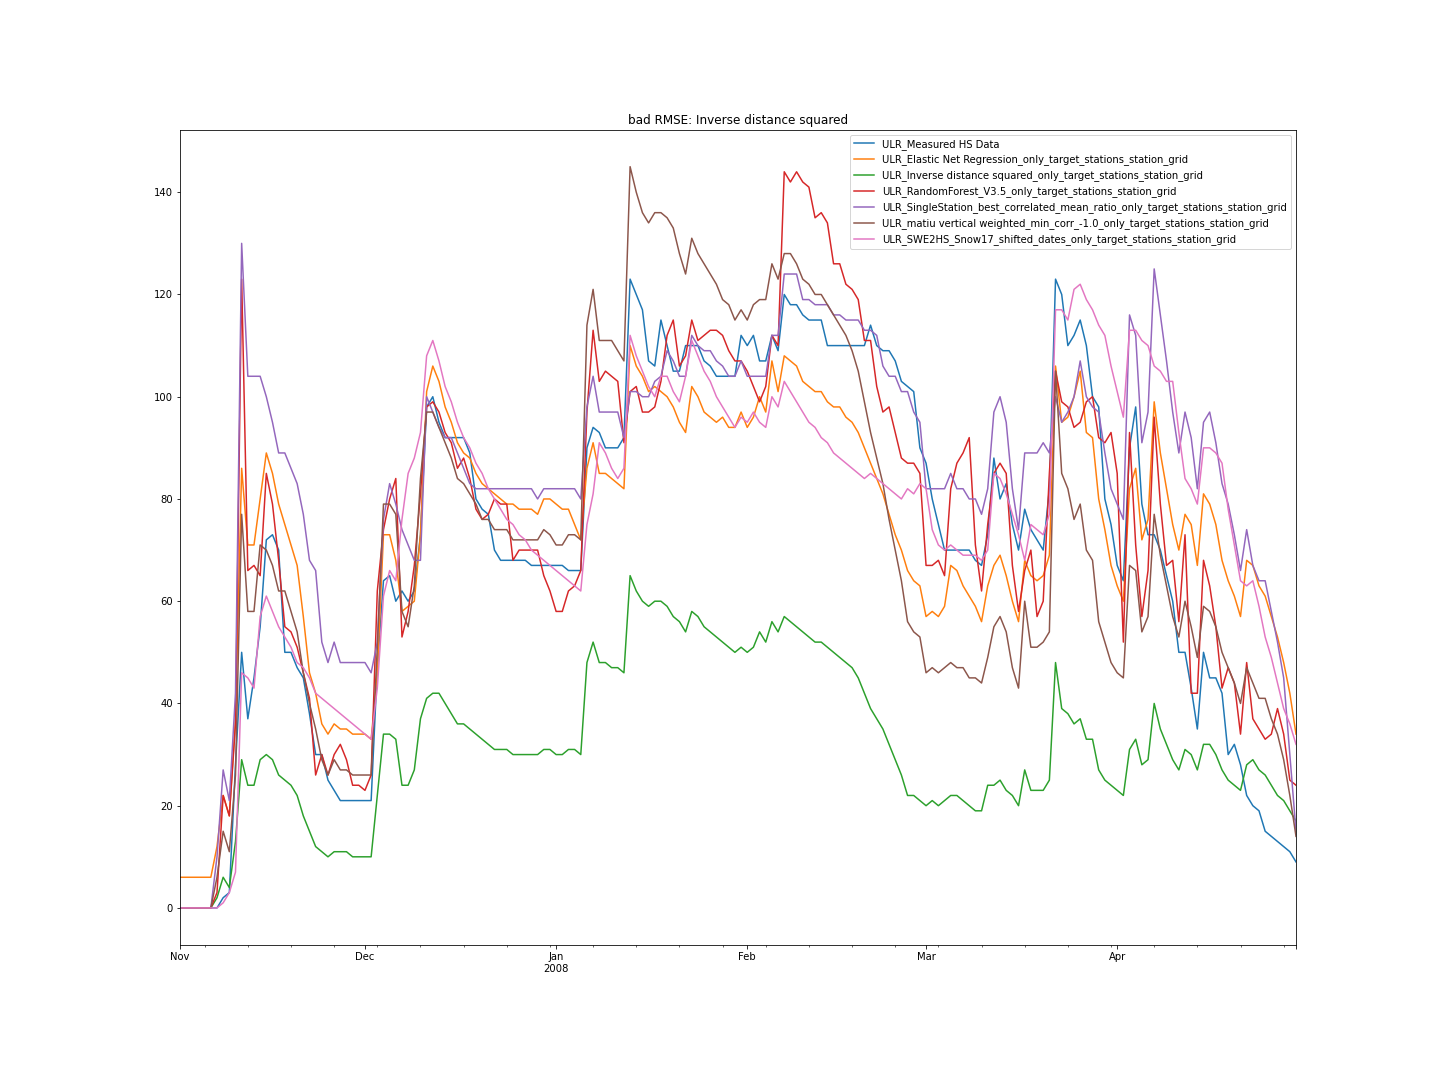 bad RMSE: Inverse distance squared
ULR_Measured HS Data
ULR_Elastic Net Regression_only_target_stations_station_grid
ULR_Inverse distance squared_only_target_stations_station_grid
ULR_RandomForest_V3.5_only_target_stations_station_grid
ULR_SingleStation_best_correlated_mean_ratio_only_target_stations_station_grid
ULR_matiu vertical weighted_min_corr_-1.0_only_target_stations_station_grid
ULR_SWE2HS_Snow17_shifted_dates_only_target_stations_station_grid
140
120
100
80
60
40
20
0
Nov Dec Jan Feb Mar Apr
2008